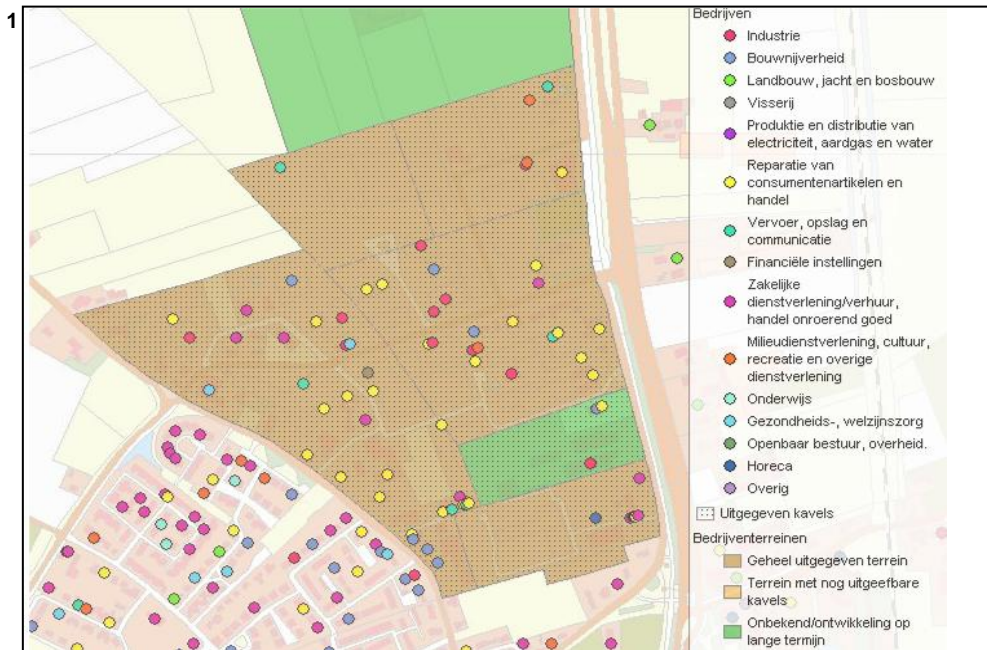 1
Bedrijven
Industrie
Bouwnijverheid
Landbouw, jacht en bosbouw
Visserij
Produktie en distributie van
electriciteit, aardgas en water
Reparatie van
consumentenartikelen en
handel
Vervoer, opslag en
communicatie
Financiële instellingen
Zakelijke
dienstverlening/verhuur,
handel onroerend goed
Milieudienstverlening, cultuur,
recreatie en overige
dienstverlening
Onderwijs
Gezondheids-, welzijnszorg
Openbaar bestuur, overheid.
Horeca
Overig
Uitgegeven kavels
Bedrijventerreinen
Geheel uitgegeven terrein
Terrein met nog uitgeefbare
kavels
Onbekend/ontwikkeling op
lange termijn